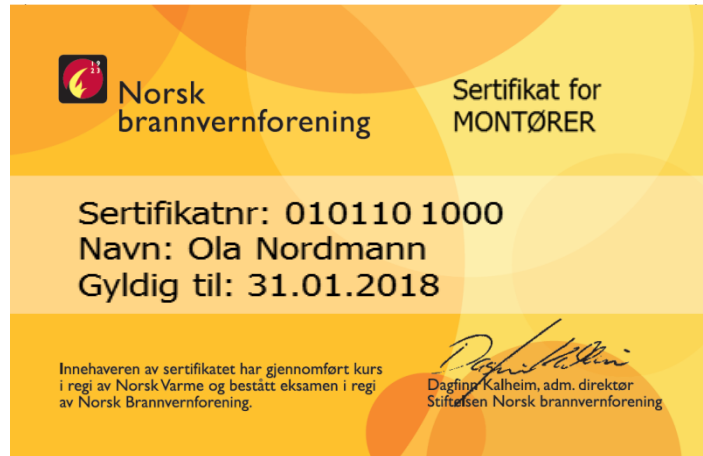 1923
Norsk
brannvernforening
Sertifikat for
MONTØRER
Sertifikatnr: 010110 1000
Navn: Ola Nordmann
Gyldig til: 31.01.2018
Innehaveren av sertifikatet har gjennomført kurs
i regi av Norsk Varme og bestått eksamen i regi
av Norsk Brannvernforening.
Dagfinn Kalheim, adm. direktør
Stiftelsen Norsk brannvernforening